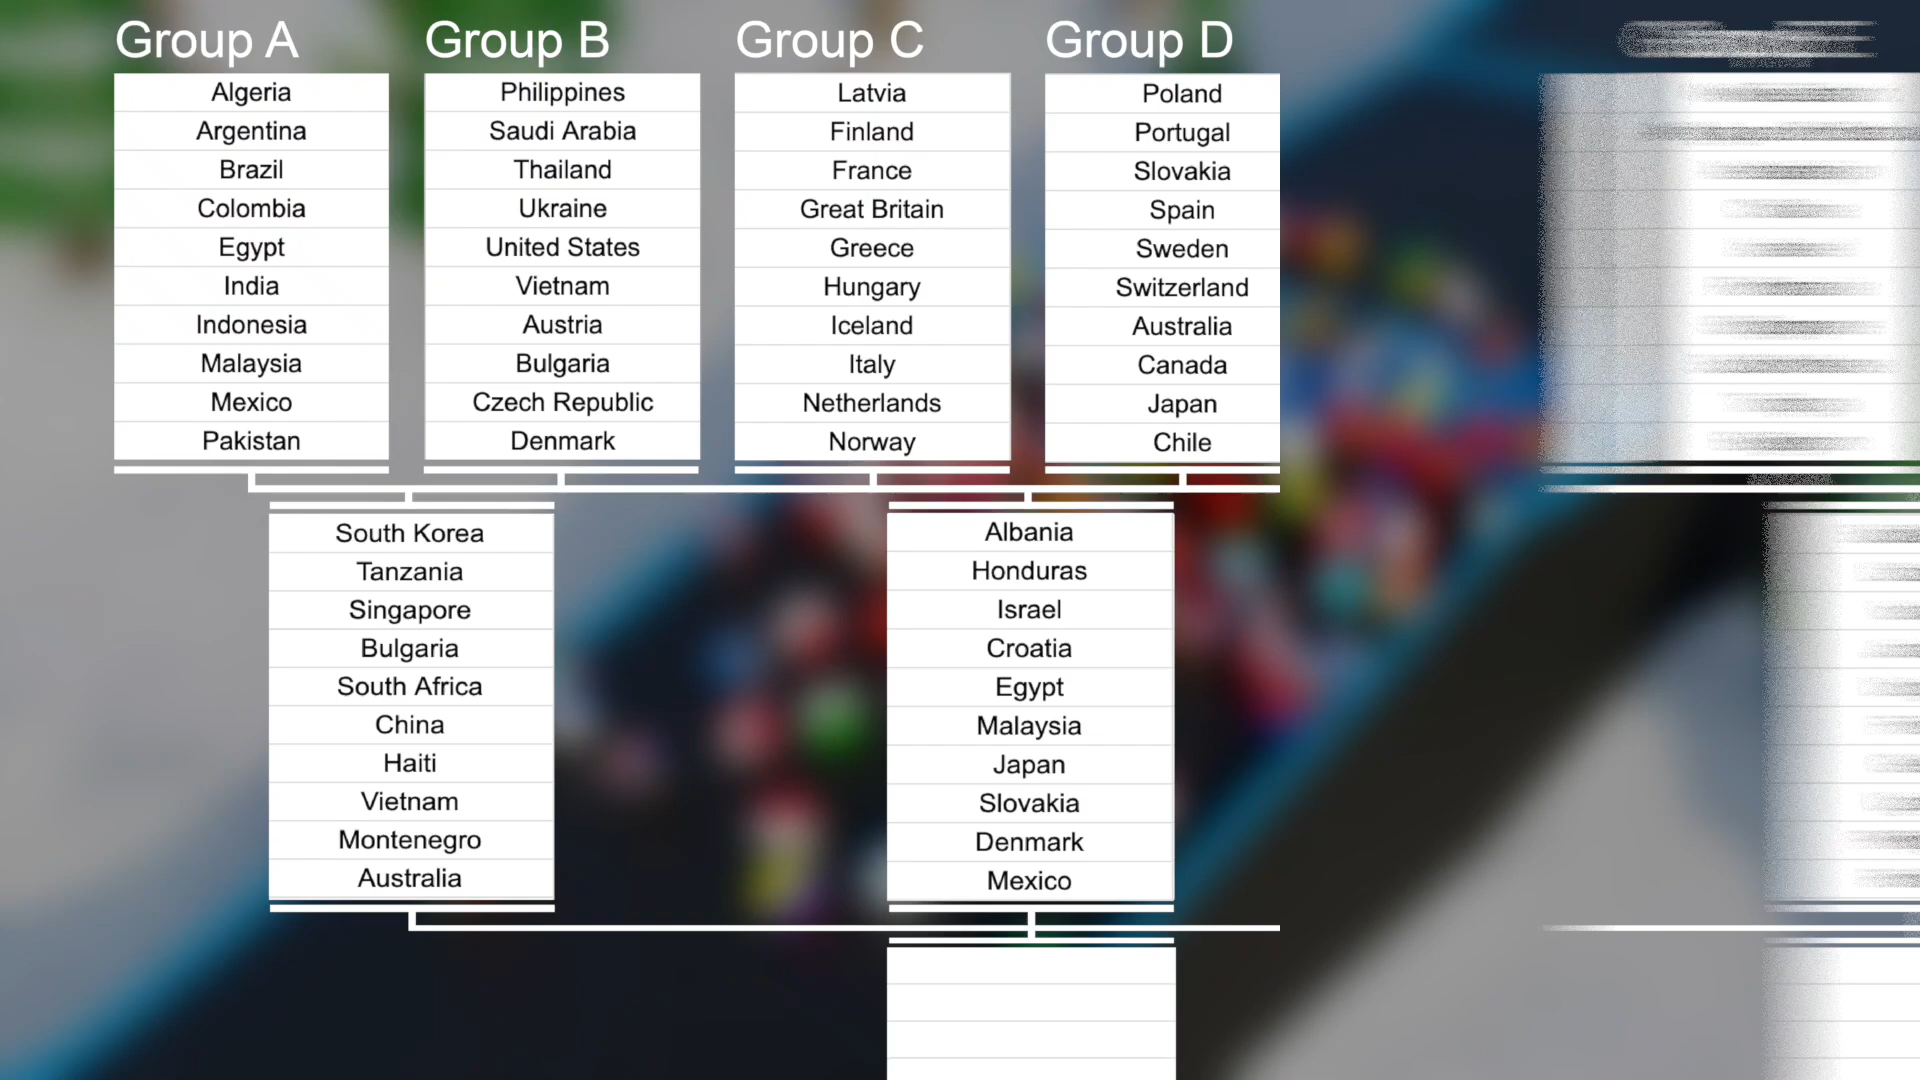 Group A
Algeria
Argentina
Brazil
Colombia
Egypt
India
Indonesia
Malaysia
Mexico
Pakistan
Group B
Philippines
Saudi Arabia
Thailand
Ukraine
United States
Vietnam
Austria
Bulgaria
Czech Republic
Denmark
Group C
Latvia
Finland
France
Great Britain
Greece
Hungary
Iceland
Italy
Netherlands
Norway
Group D
Poland
Portugal
Slovakia
Spain
Sweden
Switzerland
Australia
Canada
Japan
Chile
South Korea
Tanzania
Singapore
Bulgaria
South Africa
China
Haiti
Vietnam
Montenegro
Australia
Albania
Honduras
Israel
Croatia
Egypt
Malaysia
Japan
Slovakia
Denmark
Mexico